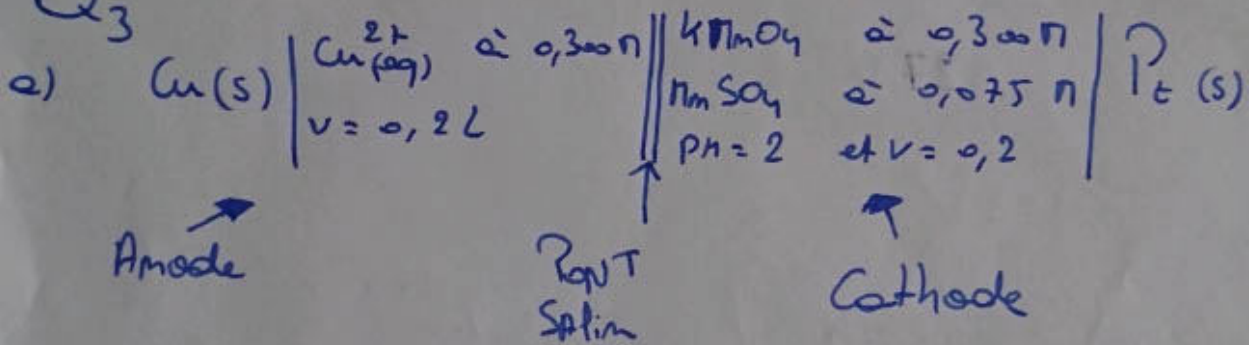 Q3
a) Cu(s) | Cu²⁺(aq) à 0,300 M || KMnO4 à 0,300 M | Pt (s)
V = 0,2 L MnSO4 à 0,075 M
pH = 2 et V = 0,2
Anode Pont Cathode
Salin